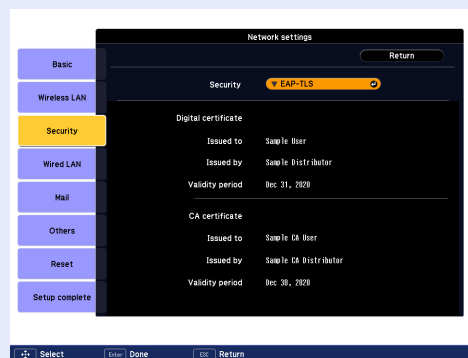 Network settings
Return
Basic
Wireless LAN
Security
Wired LAN
Mail
Others
Reset
Setup complete
Security EAP-TLS
Digital certificate
Issued to Sample User
Issued by Sample Distributor
Validity period Dec 31, 2020
CA certificate
Issued to Sample CA User
Issued by Sample CA Distributor
Validity period Dec 30, 2020
Select Enter Done ESC Return